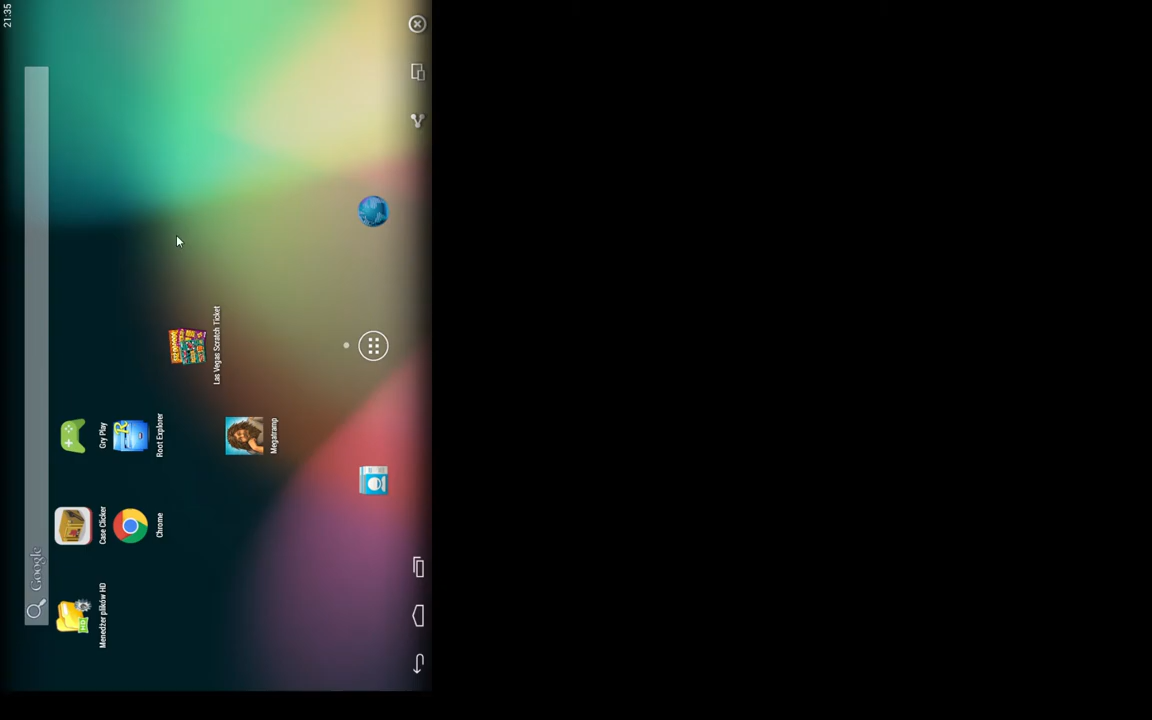 21:35
Google
Menedżer plików HD
Case Clicker
Gry Play
Chrome
Root Explorer
Las Vegas Scratch Ticket
Megatramp